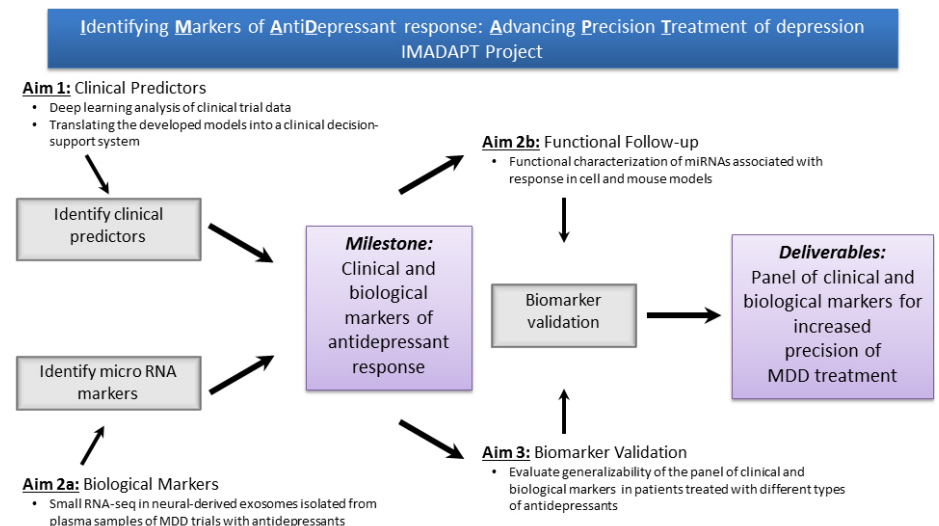 Identifying Markers of AntiDepressant response: Advancing Precision Treatment of depression
IMADAPT Project
Aim 1: Clinical Predictors
• Deep learning analysis of clinical trial data
• Translating the developed models into a clinical decision-
support system
Identify clinical
predictors
Identify micro RNA
markers
Aim 2a: Biological Markers
• Small RNA-seq in neural-derived exosomes isolated from
plasma samples of MDD trials with antidepressants
Milestone:
Clinical and
biological
markers of
antidepressant
response
Aim 2b: Functional Follow-up
• Functional characterization of miRNAs associated with
response in cell and mouse models
Biomarker
validation
Aim 3: Biomarker Validation
• Evaluate generalizability of the panel of clinical and
biological markers in patients treated with different types
of antidepressants
Deliverables:
Panel of clinical and
biological markers for
increased
precision of
MDD treatment